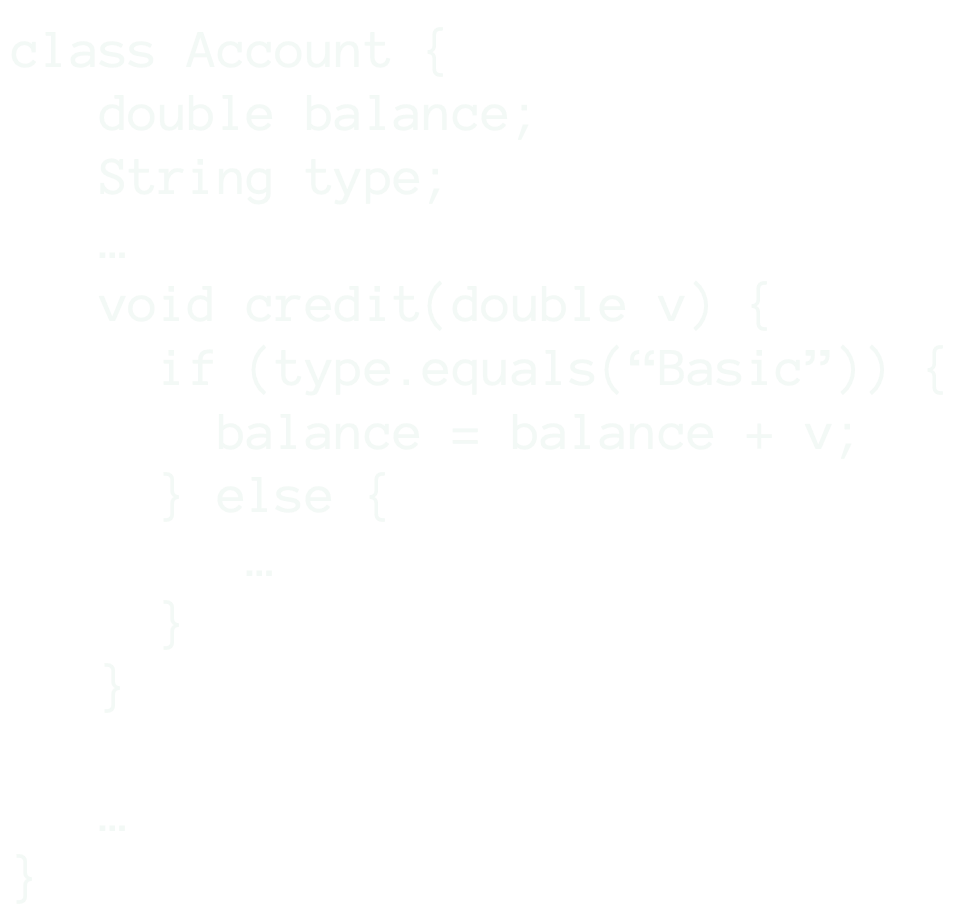 class Account {
double balance;
String type;
…
void credit(double v) {
if (type.equals(“Basic”)) {
balance = balance + v;
} else {
…
}
}
…
}